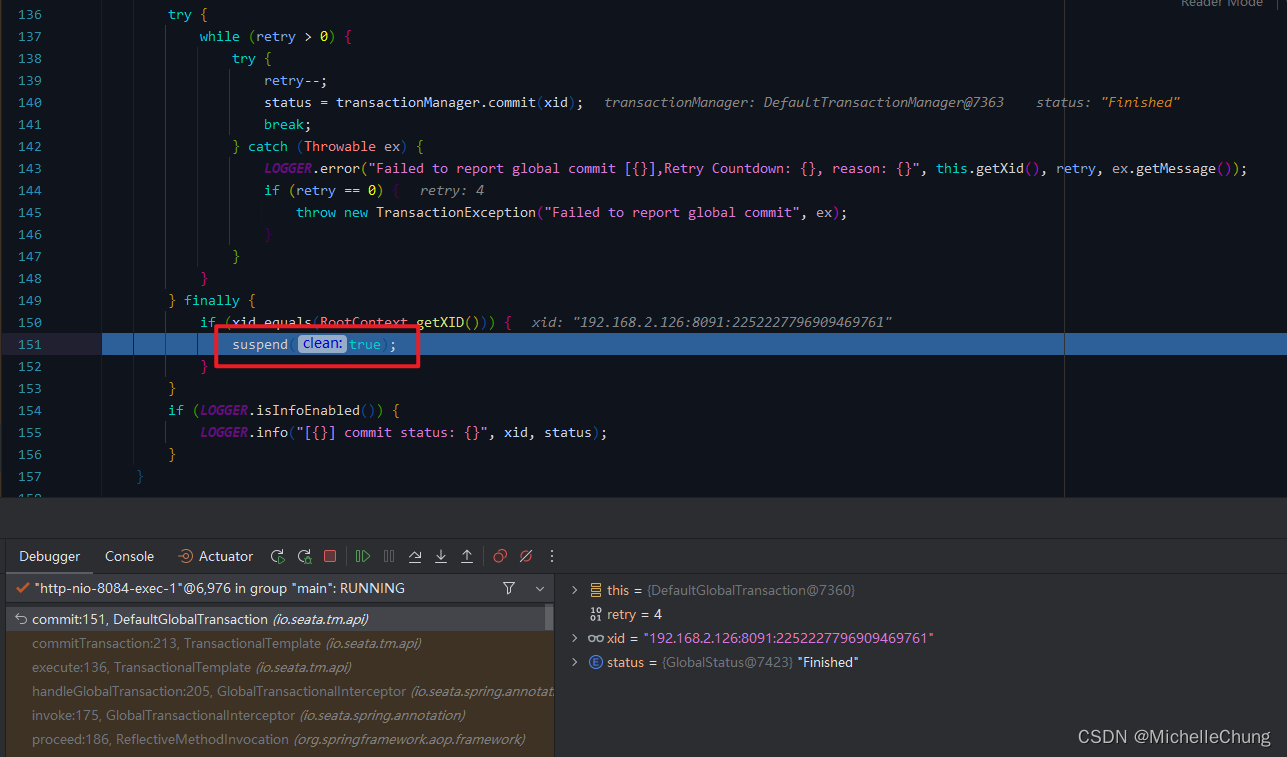 Reader Mode
136 try {
137 while (retry > 0) {
138 try {
139 retry--;
140 status = transactionManager.commit(xid); transactionManager: DefaultTransactionManager@7363 status: "Finished"
141 break;
142 } catch (Throwable ex) {
143 LOGGER.error("Failed to report global commit [{}],Retry Countdown: {}, reason: {}", this.getXid(), retry, ex.getMessage());
144 if (retry == 0) { retry: 4
145 throw new TransactionException("Failed to report global commit", ex);
146 }
147 }
148 }
149 } finally {
150 if (xid.equals(RootContext.getXID())) { xid: "192.168.2.126:8091:2252227796909469761"
151 suspend( clean: true);
152 }
153 }
154 if (LOGGER.isInfoEnabled()) {
155 LOGGER.info("[{}] commit status: {}", xid, status);
156 }
157 }
158
Debugger Console Actuator
"http-nio-8084-exec-1"@6,976 in group "main": RUNNING
commit:151, DefaultGlobalTransaction (io.seata.tm.api)
commitTransaction:213, TransactionalTemplate (io.seata.tm.api)
execute:136, TransactionalTemplate (io.seata.tm.api)
handleGlobalTransaction:205, GlobalTransactionalInterceptor (io.seata.spring.annota
invoke:175, GlobalTransactionalInterceptor (io.seata.spring.annotation)
proceed:186, ReflectiveMethodInvocation (org.springframework.aop.framework)
this = {DefaultGlobalTransaction@7360}
retry = 4
xid = "192.168.2.126:8091:2252227796909469761"
status = {GlobalStatus@7423} "Finished"
CSDN @MichelleChung